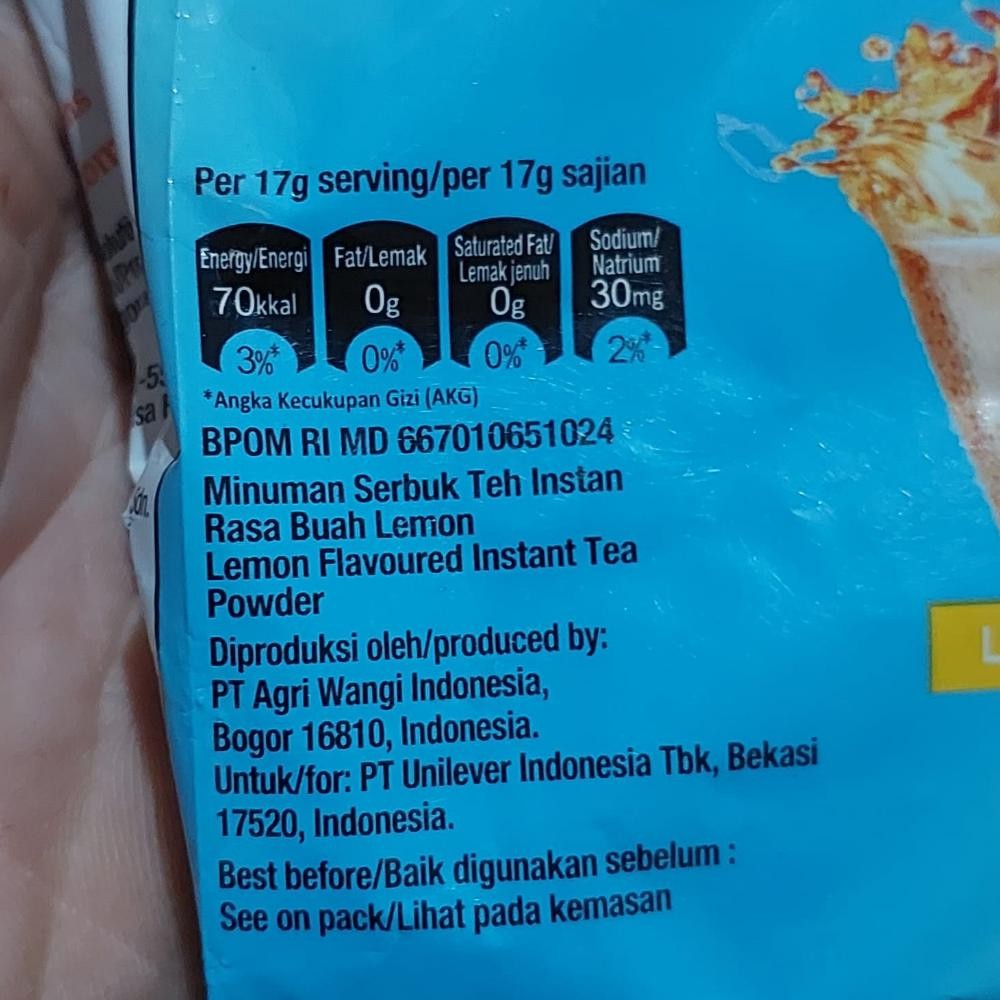 Per 17g serving/per 17g sajian
Energy/Energi
70kkal
3%*
Fat/Lemak
0g
0%*
Saturated Fat/
Lemak jenuh
0g
0%*
Sodium/
Natrium
30mg
2%*
*Angka Kecukupan Gizi (AKG)
BPOM RI MD 667010651024
Minuman Serbuk Teh Instan
Rasa Buah Lemon
Lemon Flavoured Instant Tea
Powder
Diproduksi oleh/produced by:
PT Agri Wangi Indonesia,
Bogor 16810, Indonesia.
Untuk/for: PT Unilever Indonesia Tbk, Bekasi
17520, Indonesia.
Best before/Baik digunakan sebelum :
See on pack/Lihat pada kemasan